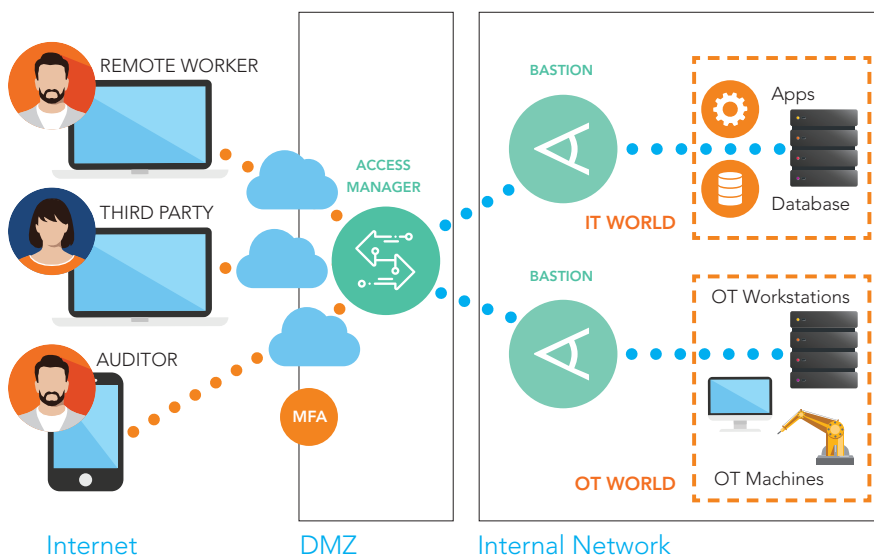 REMOTE WORKER
THIRD PARTY
AUDITOR
MFA
ACCESS
MANAGER
BASTION
Apps
Database
IT WORLD
BASTION
OT Workstations
OT Machines
OT WORLD
Internet
DMZ
Internal Network